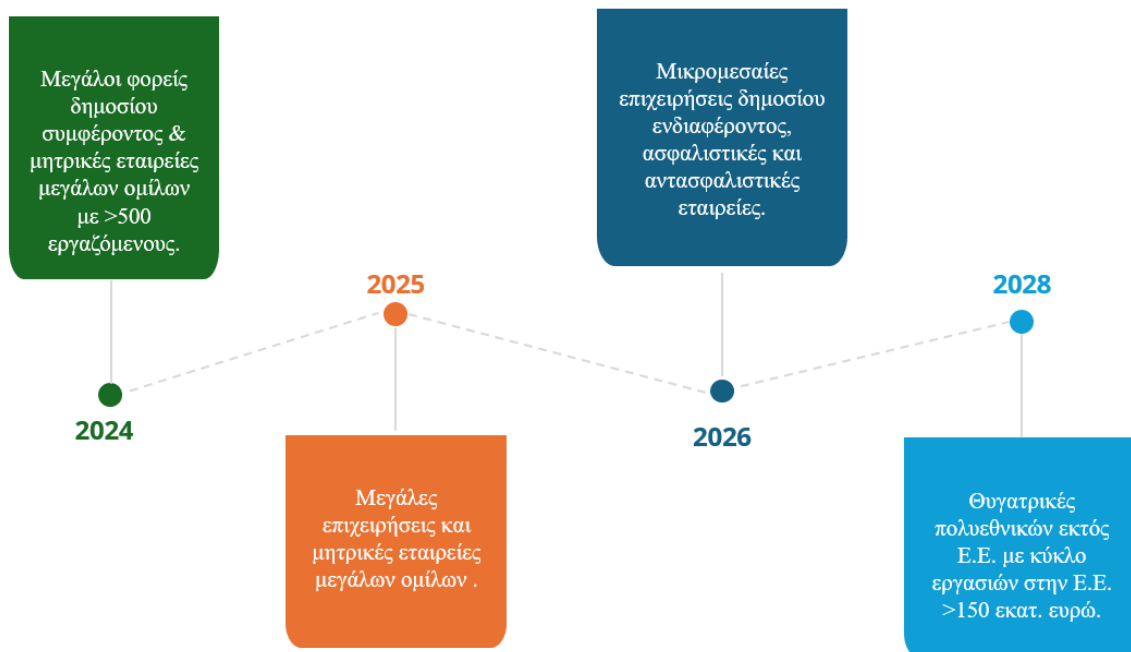 Μεγάλοι φορείς
δημοσίου
συμφέροντος &
μητρικές εταιρείες
μεγάλων ομίλων
με >500
εργαζόμενους.
2024
2025
Μεγάλες
επιχειρήσεις και
μητρικές εταιρείες
μεγάλων ομίλων .
Μικρομεσαίες
επιχειρήσεις δημοσίου
ενδιαφέροντος,
ασφαλιστικές και
αντασφαλιστικές
εταιρείες.
2026
2028
Θυγατρικές
πολυεθνικών εκτός
Ε.Ε. με κύκλο
εργασιών στην Ε.Ε.
>150 εκατ. ευρώ.